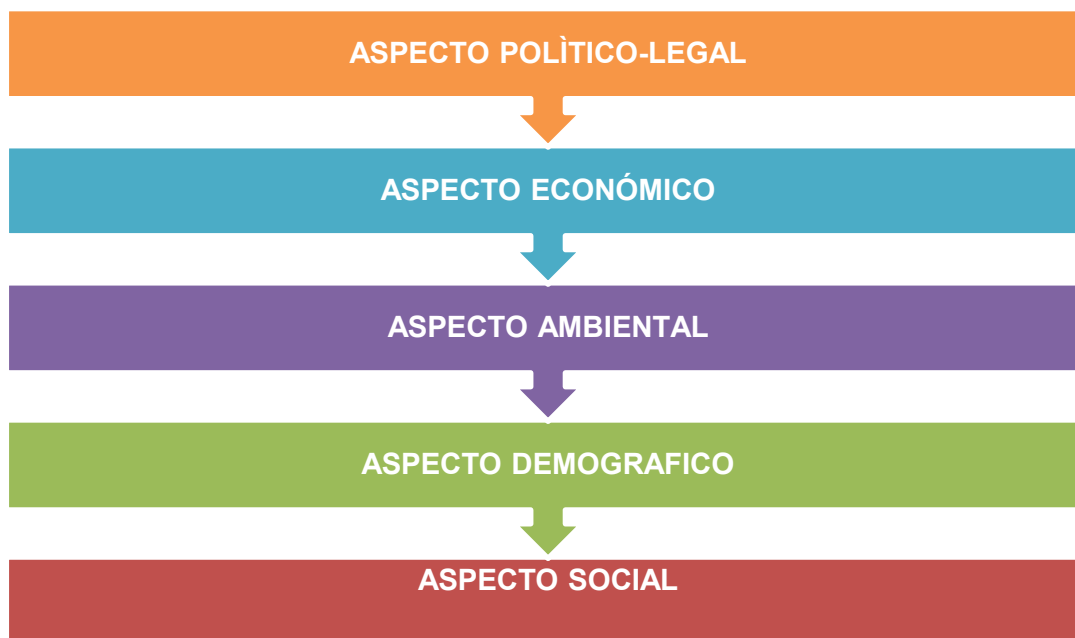 ASPECTO POLÌTICO-LEGAL
ASPECTO ECONÓMICO
ASPECTO AMBIENTAL
ASPECTO DEMOGRAFICO
ASPECTO SOCIAL